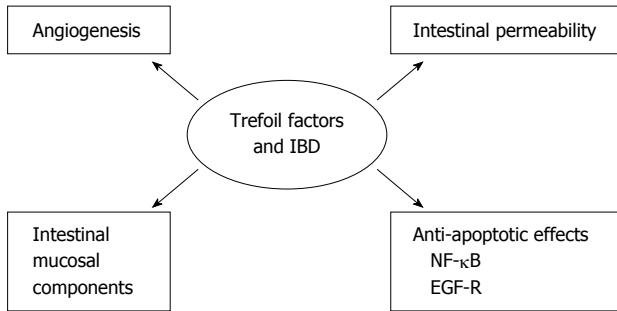 Angiogenesis
Intestinal permeability
Trefoil factors
and IBD
Intestinal
mucosal
components
Anti-apoptotic effects
NF-κB
EGF-R